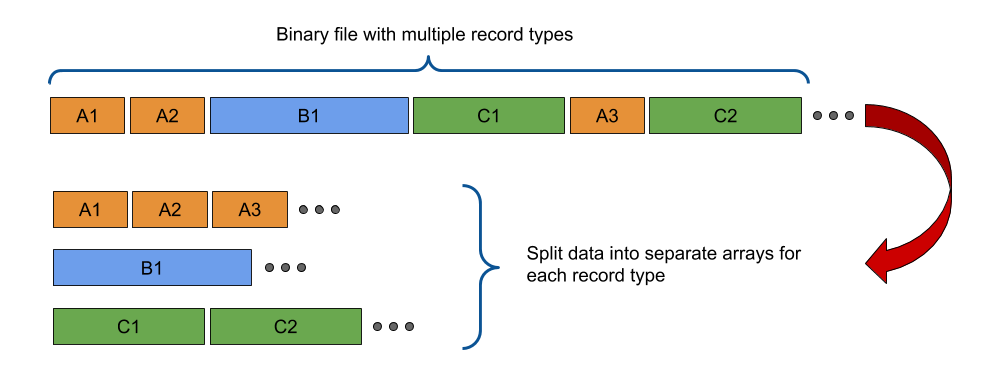 Binary file with multiple record types
A1 A2 B1 C1 A3 C2
A1 A2 A3
B1
C1 C2
Split data into separate arrays for
each record type